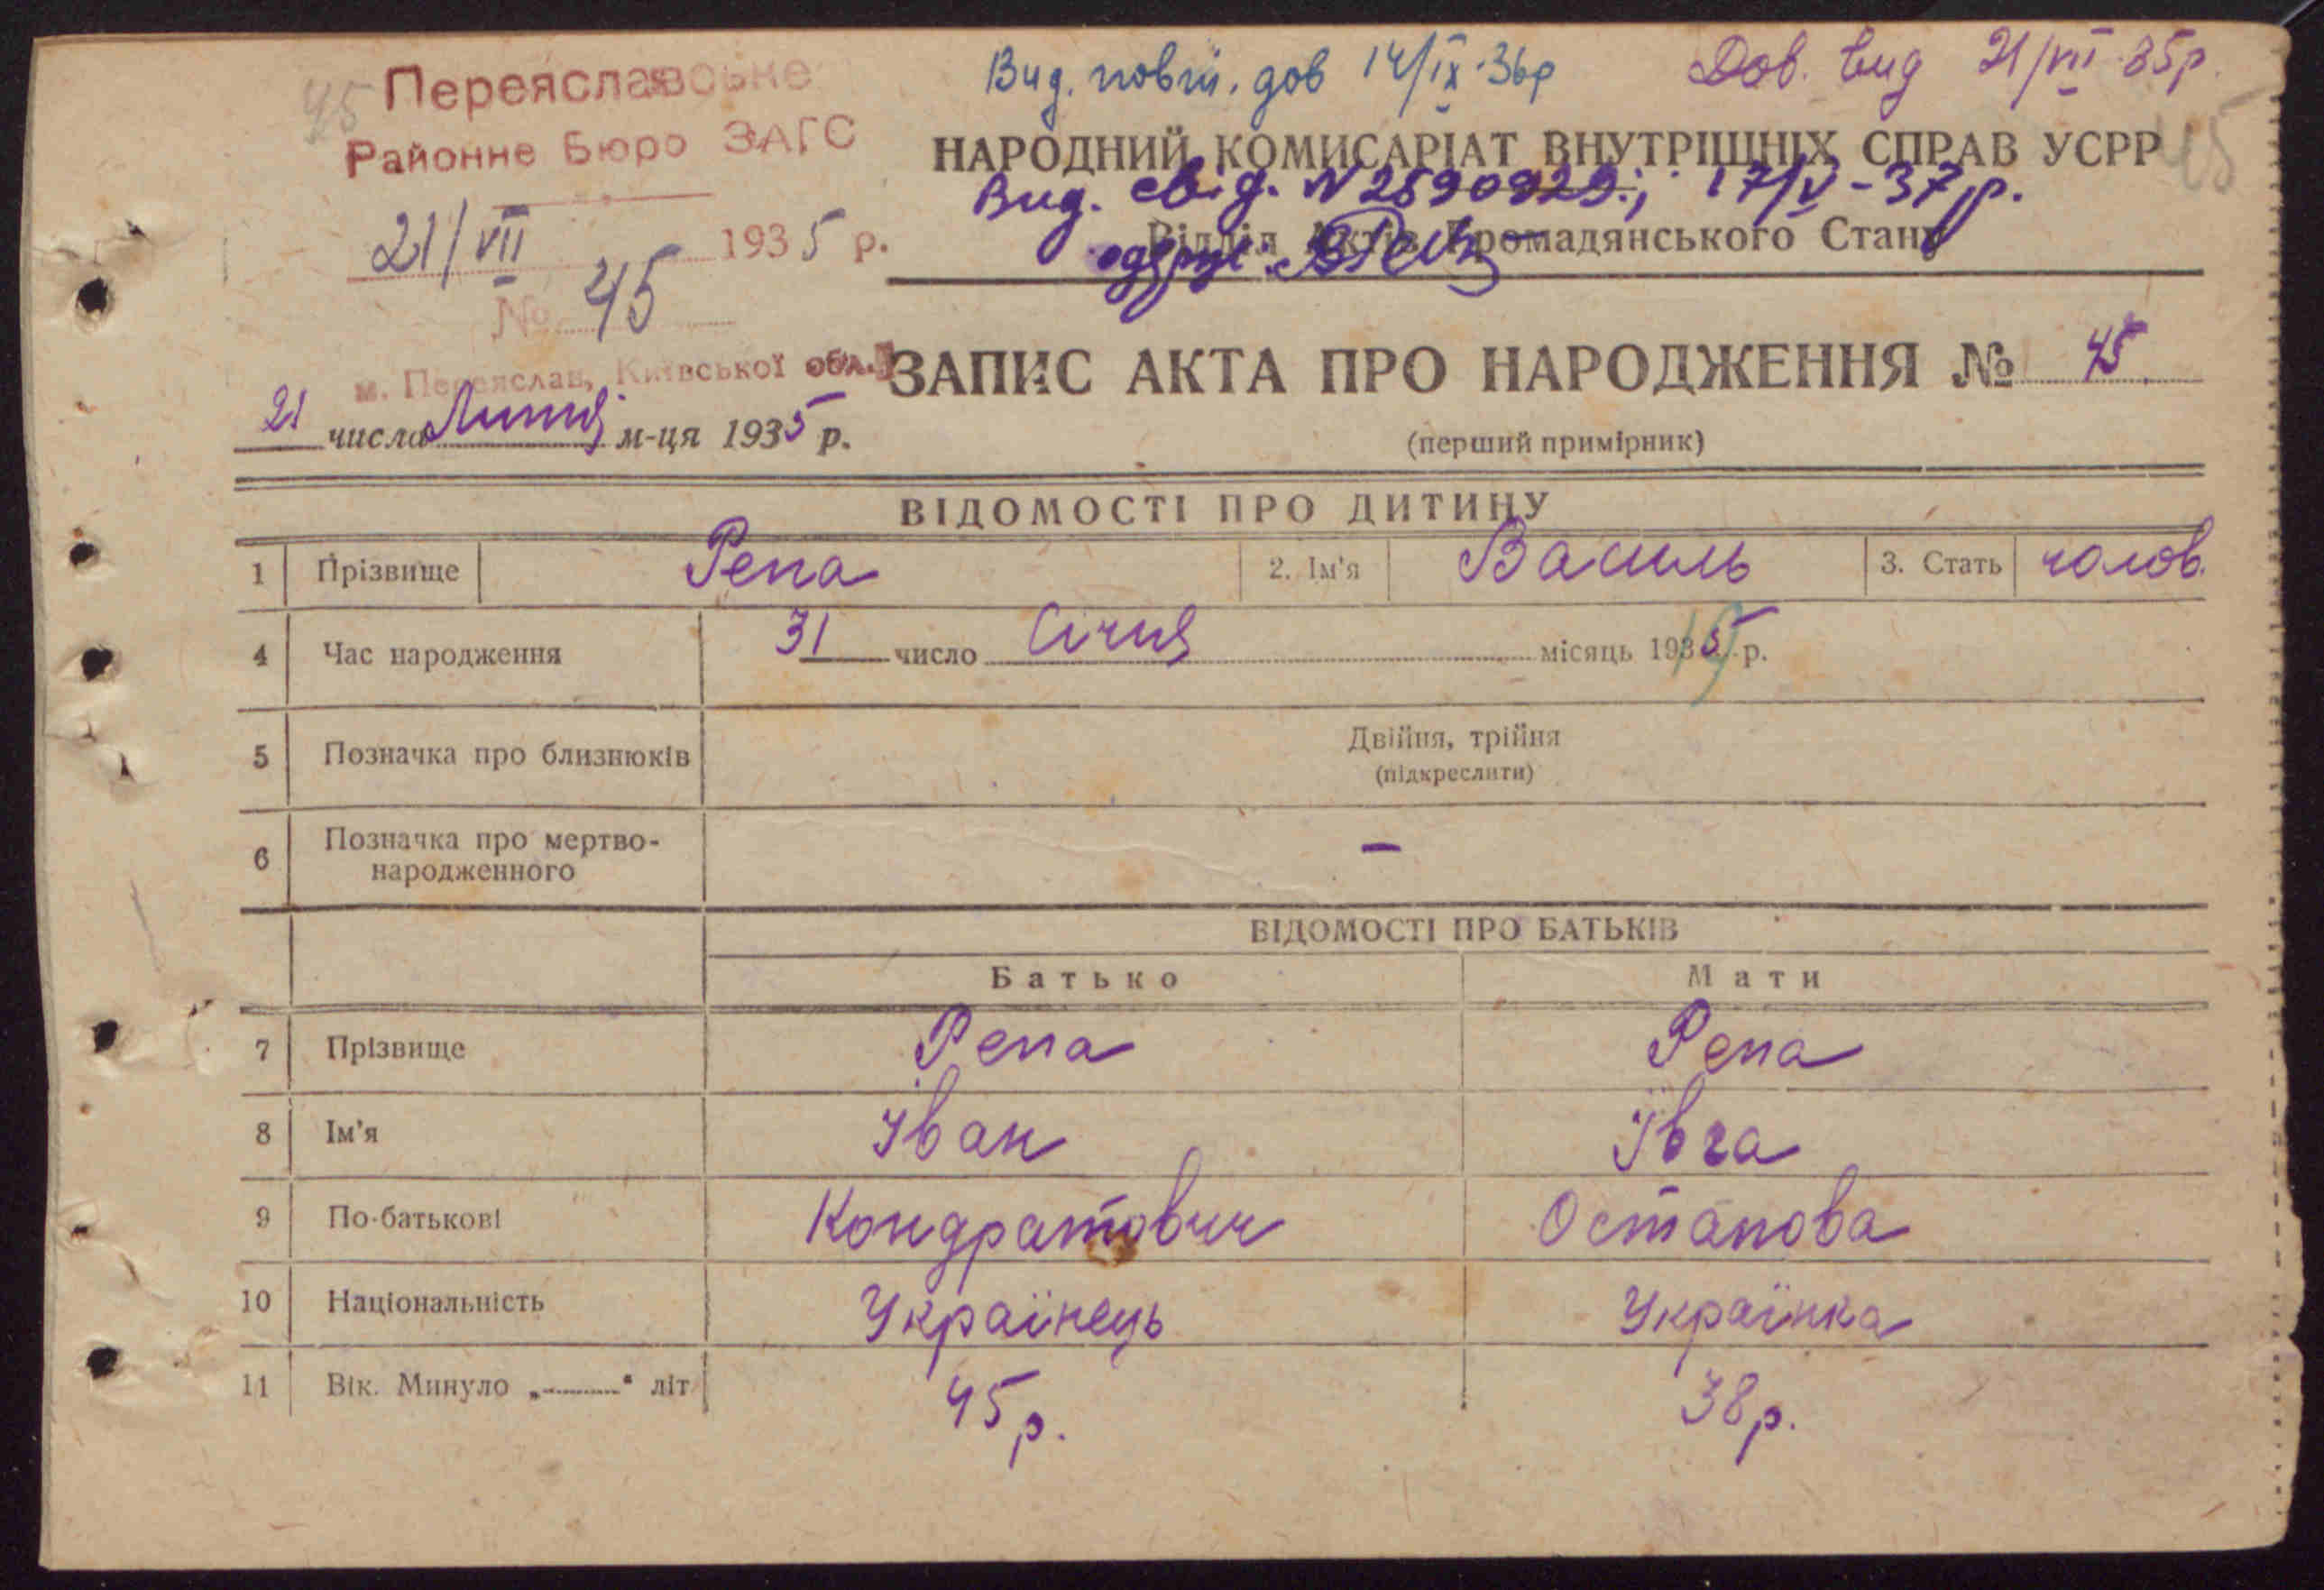 45 Переяславське
Районне Бюро ЗАГС
21/VII 1935 р.
№ 45
м. Переяслав, Київської обл.
Вид. повт. дов 14/IX-36р
Дов. вид 21/VII-35р.
45
НАРОДНИЙ КОМИСАРІАТ ВНУТРІШНІХ СПРАВ УСРР
Вид. свід. N 2590929.; 17/V-37 р.
Відділ Актів Громадянського Стану
ЗАПИС АКТА ПРО НАРОДЖЕННЯ № 45
21 числа Липня м-ця 1935 р.
(перший примірник)
ВІДОМОСТІ ПРО ДИТИНУ
1 Прізвище Репа 2. Ім'я Василь 3. Стать чолов.
4 Час народження 31 число Січня місяць 1935 р.
5 Позначка про близнюків Двійня, трійня
(підкреслити)
6 Позначка про мертво-
народженного –
ВІДОМОСТІ ПРО БАТЬКІВ
Батько Мати
7 Прізвище Репа Репа
8 Ім'я Іван Івга
9 По-батькові Кондратович Остапова
10 Національність Українець Українка
11 Вік. Минуло „-----" літ 45 р. 38 р.